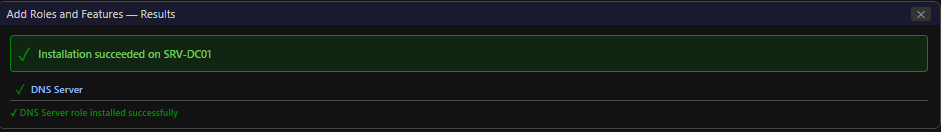 Add Roles and Features — Results
✓ Installation succeeded on SRV-DC01
✓ DNS Server
✓ DNS Server role installed successfully